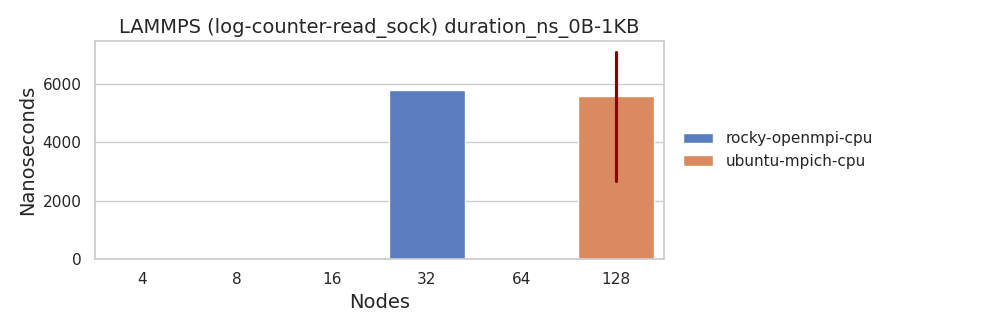 LAMMPS (log-counter-read_sock) duration_ns_0B-1KB
Nanoseconds
6000
4000
2000
0
4 8 16 32 64 128
Nodes
rocky-openmpi-cpu
ubuntu-mpich-cpu